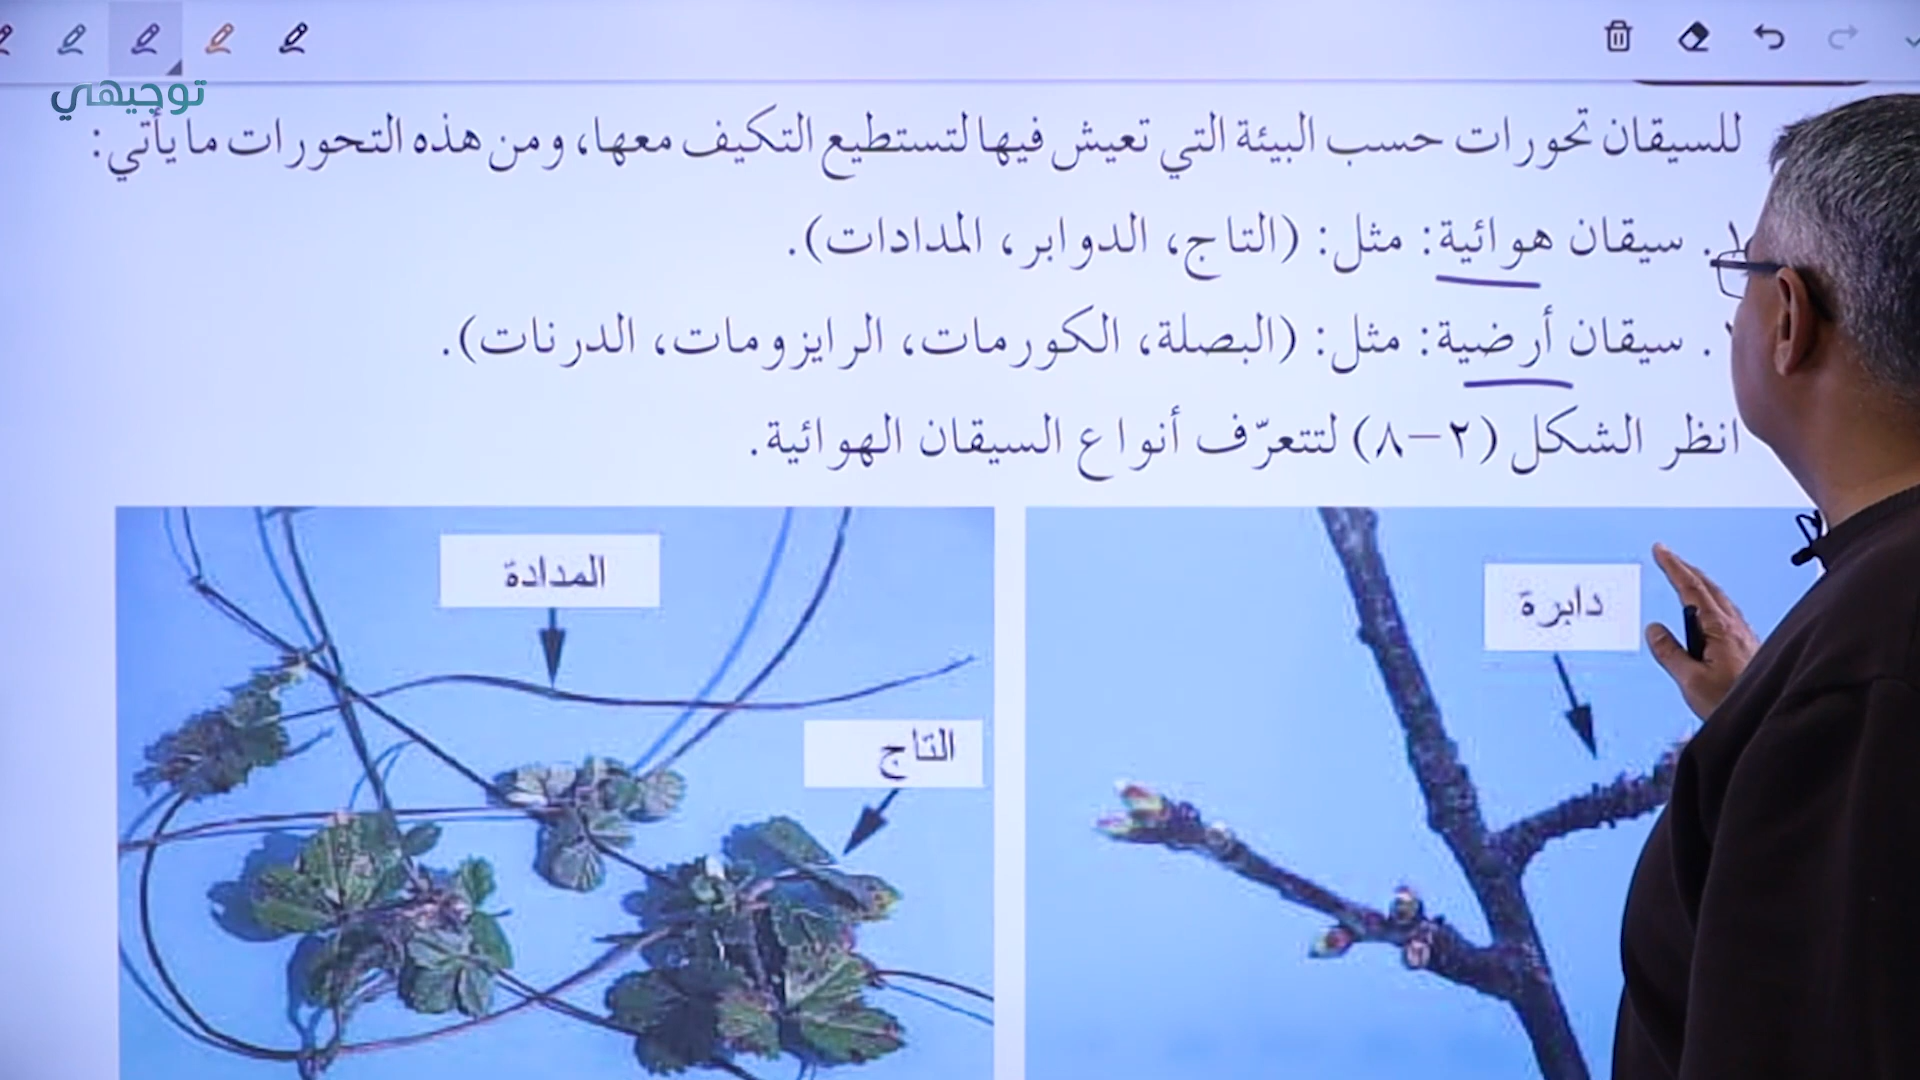 توجيهي
للسيقان تحورات حسب البيئة التي تعيش فيها لتستطيع التكيف معها، ومن هذه التحورات ما يأتي:
١. سيقان هوائية: مثل: (التاج، الدوابر، المدادات).
. سيقان أرضية: مثل: (البصلة، الكورمات، الرايزومات، الدرنات).
انظر الشكل (٢-٨) لتتعرّف أنواع السيقان الهوائية.
دابرة
المدادة
التاج